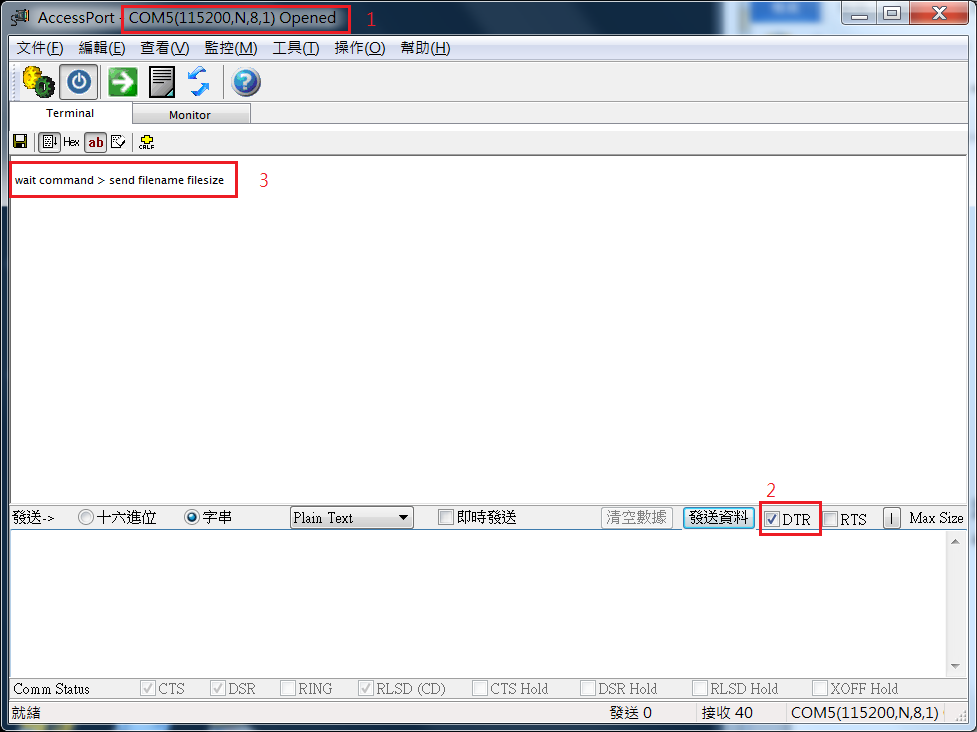 AccessPort - COM5(115200,N,8,1) Opened 1
文件(F) 編輯(E) 查看(V) 監控(M) 工具(T) 操作(O) 幫助(H)
Terminal Monitor
Hex ab CRLF
wait command > send filename filesize 3
2
發送-> 十六進位 字串 Plain Text 即時發送 清空數據 發送資料 DTR RTS Max Size
Comm Status CTS DSR RING RLSD (CD) CTS Hold DSR Hold RLSD Hold XOFF Hold
就緒 發送 0 接收 40 COM5(115200,N,8,1)